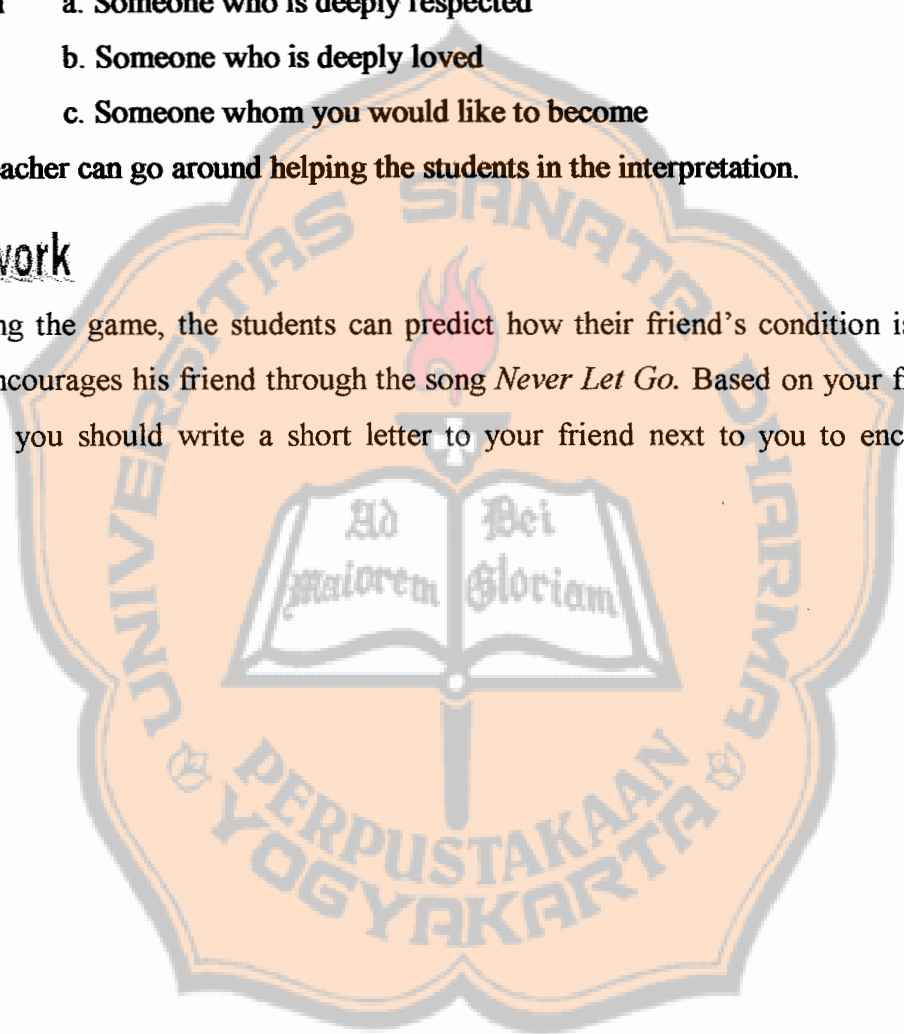 a. Someone who is deeply respected
b. Someone who is deeply loved
c. Someone whom you would like to become
acher can go around helping the students in the interpretation.
work
ng the game, the students can predict how their friend's condition is
ncourages his friend through the song Never Let Go. Based on your f
you should write a short letter to your friend next to you to enc
UNIVERSITAS SANATA DHARMA
Ad Dei
Maiorem Gloriam
PERPUSTAKAAN
YOGYAKARTA